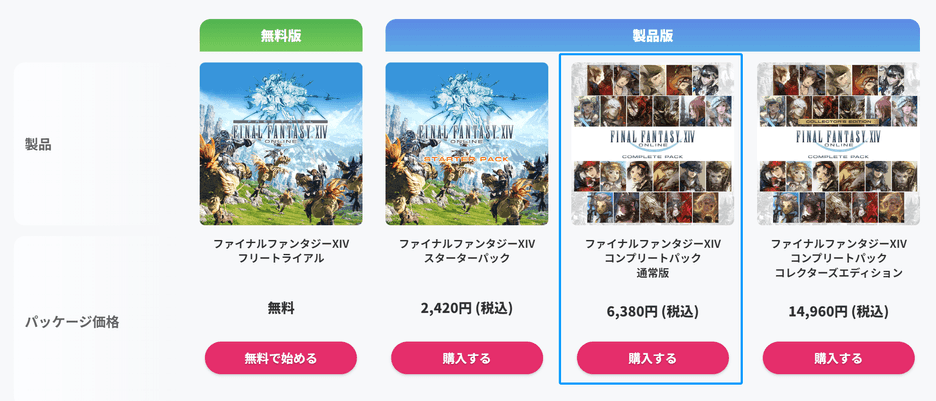 無料版
製品版
製品
FINAL FANTASY XIV
ONLINE
FINAL FANTASY XIV
ONLINE
STARTER PACK
FINAL FANTASY XIV
ONLINE
COMPLETE PACK
COLLECTOR'S EDITION
FINAL FANTASY XIV
ONLINE
COMPLETE PACK
ファイナルファンタジーXIV
フリートライアル
ファイナルファンタジーXIV
スターターパック
ファイナルファンタジーXIV
コンプリートパック
通常版
ファイナルファンタジーXIV
コンプリートパック
コレクターズエディション
パッケージ価格
無料
2,420円 (税込)
6,380円 (税込)
14,960円 (税込)
無料で始める
購入する
購入する
購入する